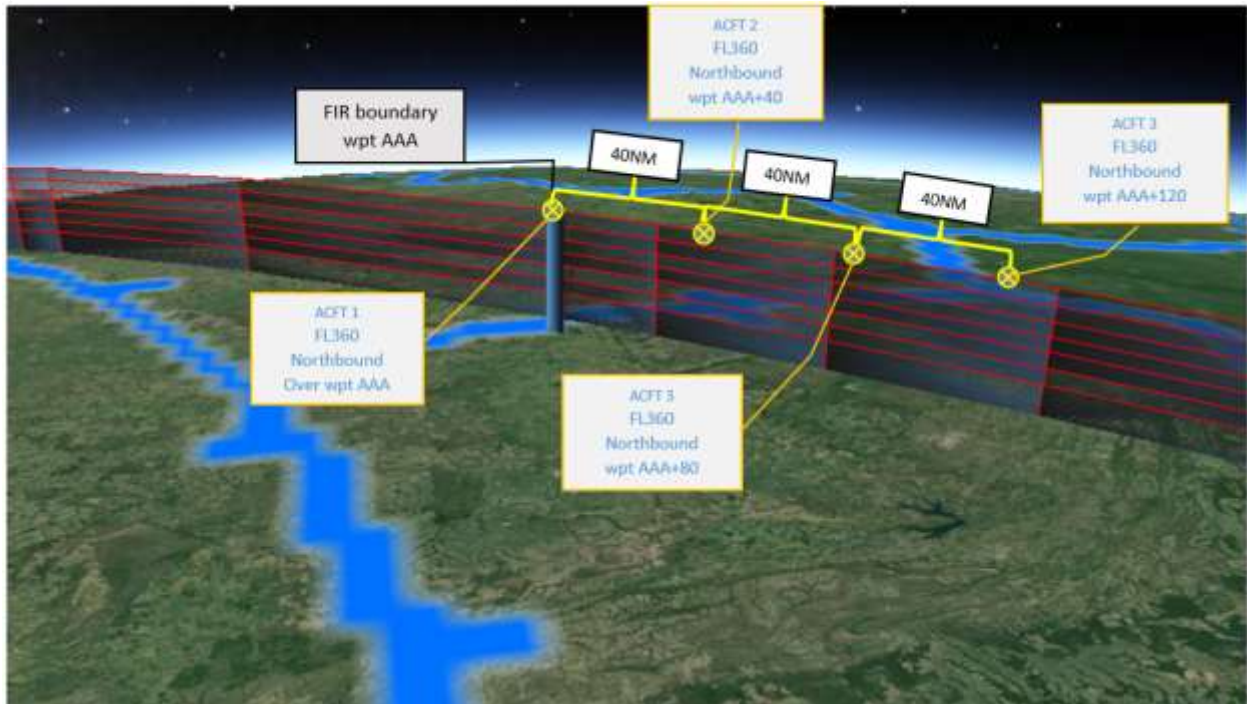 ACFT 2
FL360
Northbound
wpt AAA+40
FIR boundary
wpt AAA
40NM
40NM
40NM
ACFT 3
FL360
Northbound
wpt AAA+120
ACFT 1
FL360
Northbound
Over wpt AAA
ACFT 3
FL360
Northbound
wpt AAA+80